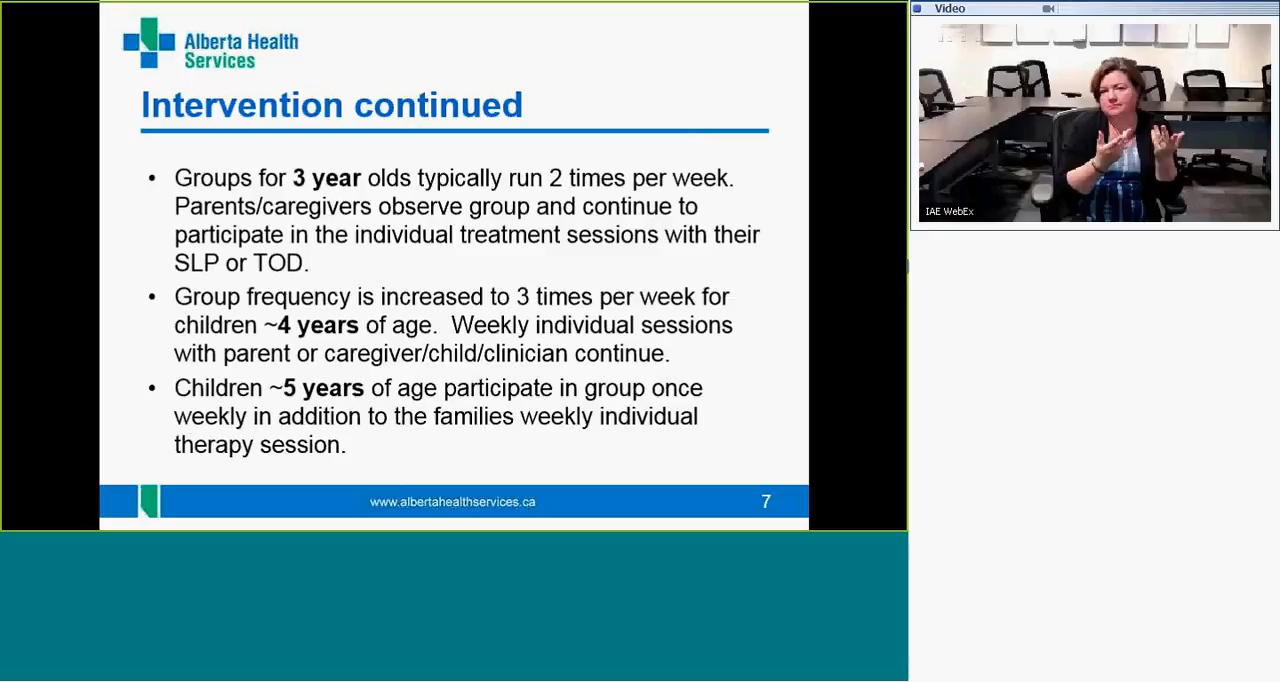 Alberta Health
Services
Intervention continued
• Groups for 3 year olds typically run 2 times per week.
Parents/caregivers observe group and continue to
participate in the individual treatment sessions with their
SLP or TOD.
• Group frequency is increased to 3 times per week for
children ~4 years of age.  Weekly individual sessions
with parent or caregiver/child/clinician continue.
• Children ~5 years of age participate in group once
weekly in addition to the families weekly individual
therapy session.
www.albertahealthservices.ca
7
Video
IAE WebEx